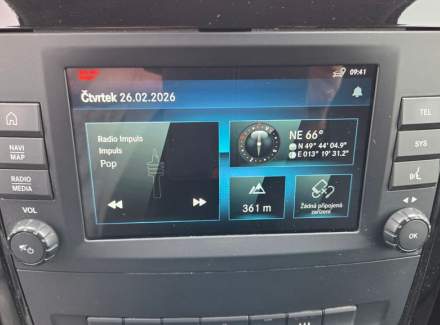 09:41
Čtvrtek 26.02.2026
Radio Impuls
Impuls
Pop
NE 66°
N 49° 44' 04.9"
E 013° 19' 31.2"
361 m
Žádná připojená
zařízení
NAVI
MAP
RADIO
MEDIA
VOL
TEL
SYS
OK